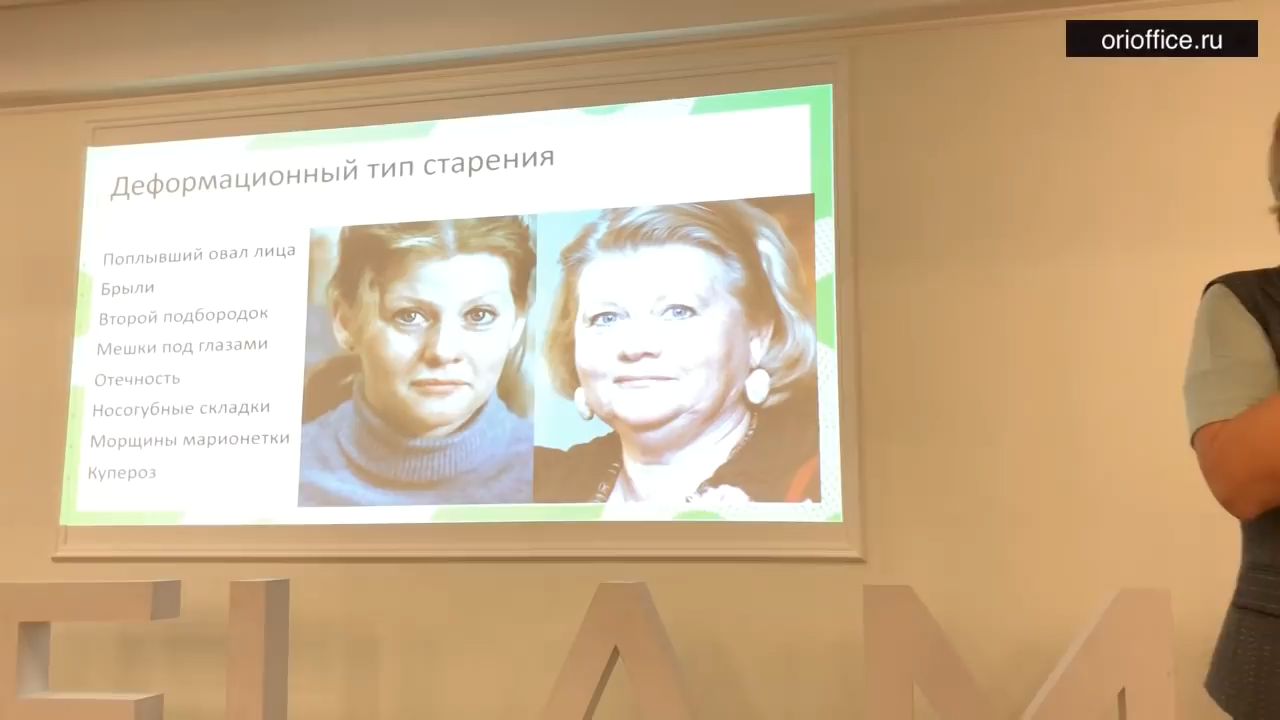 orioffice.ru
Деформационный тип старения
Поплывший овал лица
Брыли
Второй подбородок
Мешки под глазами
Отечность
Носогубные складки
Морщины марионетки
Купероз